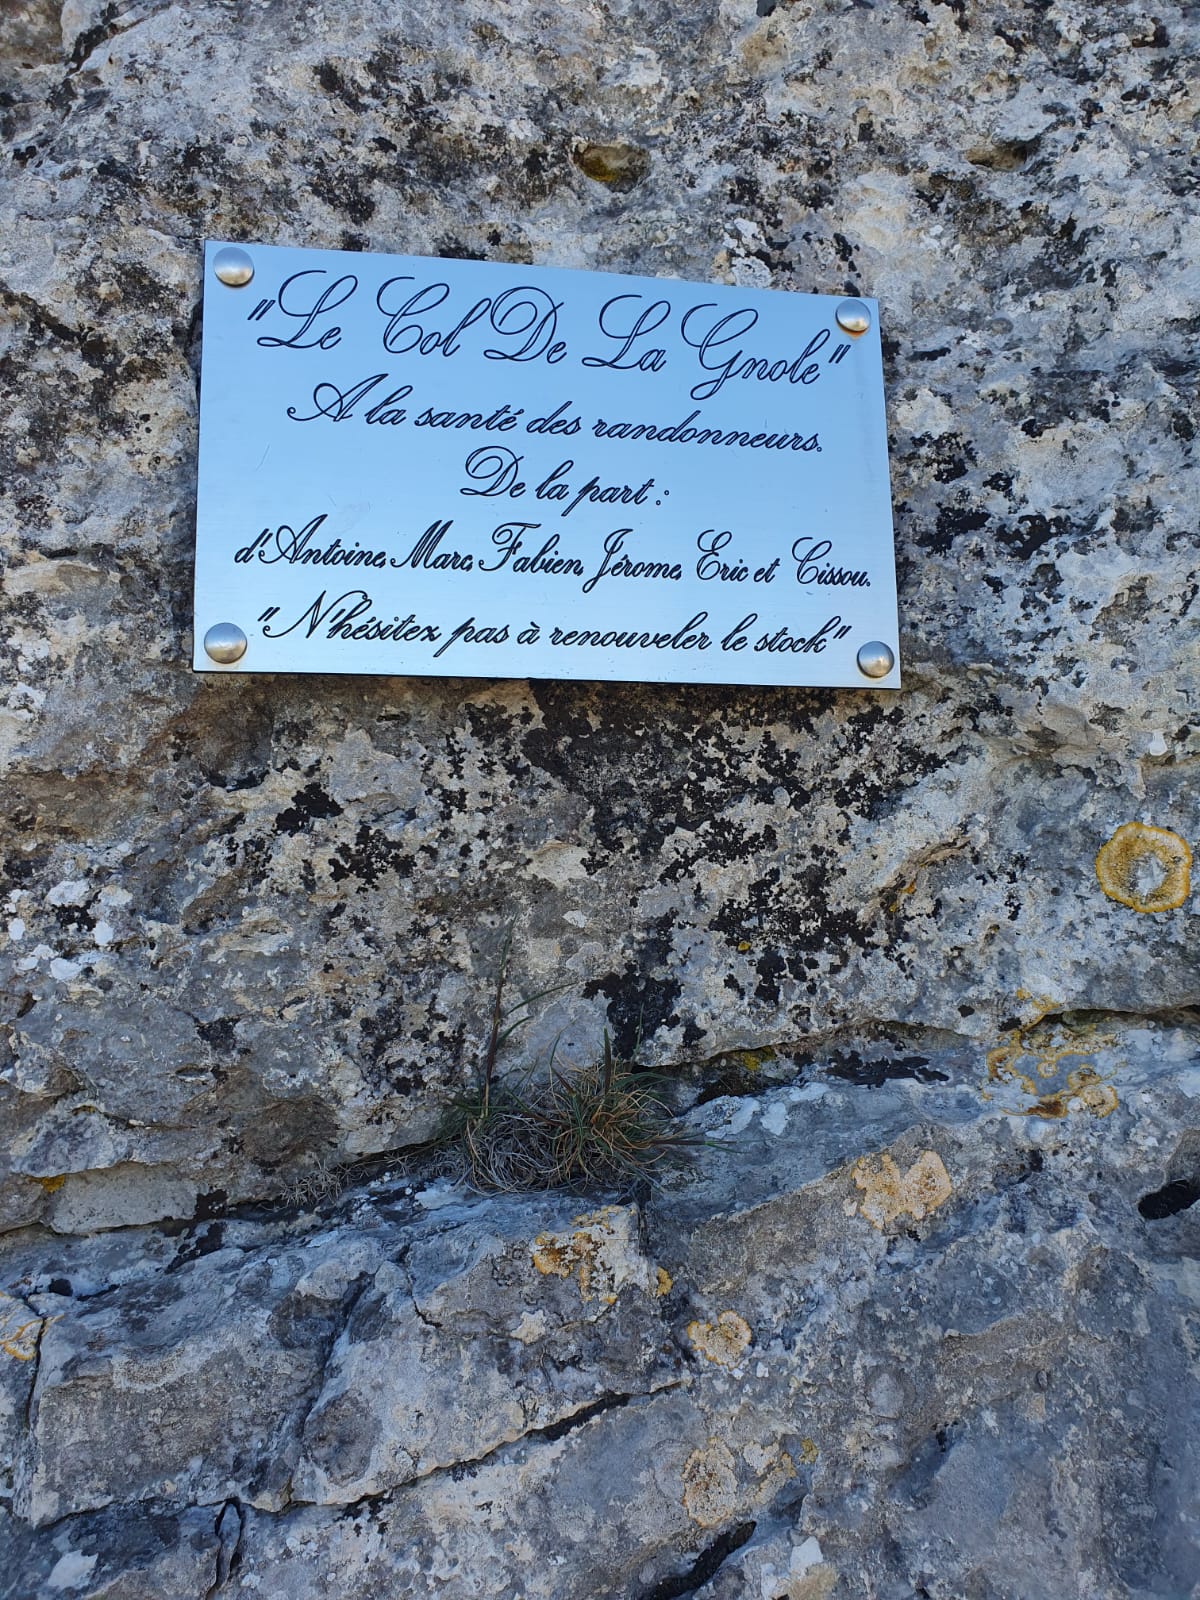 "Le Col De La Gnole"
A la santé des randonneurs.
De la part :
d'Antoine, Marc, Fabien, Jérome, Eric et Cissou.
"N'hésitez pas à renouveler le stock"